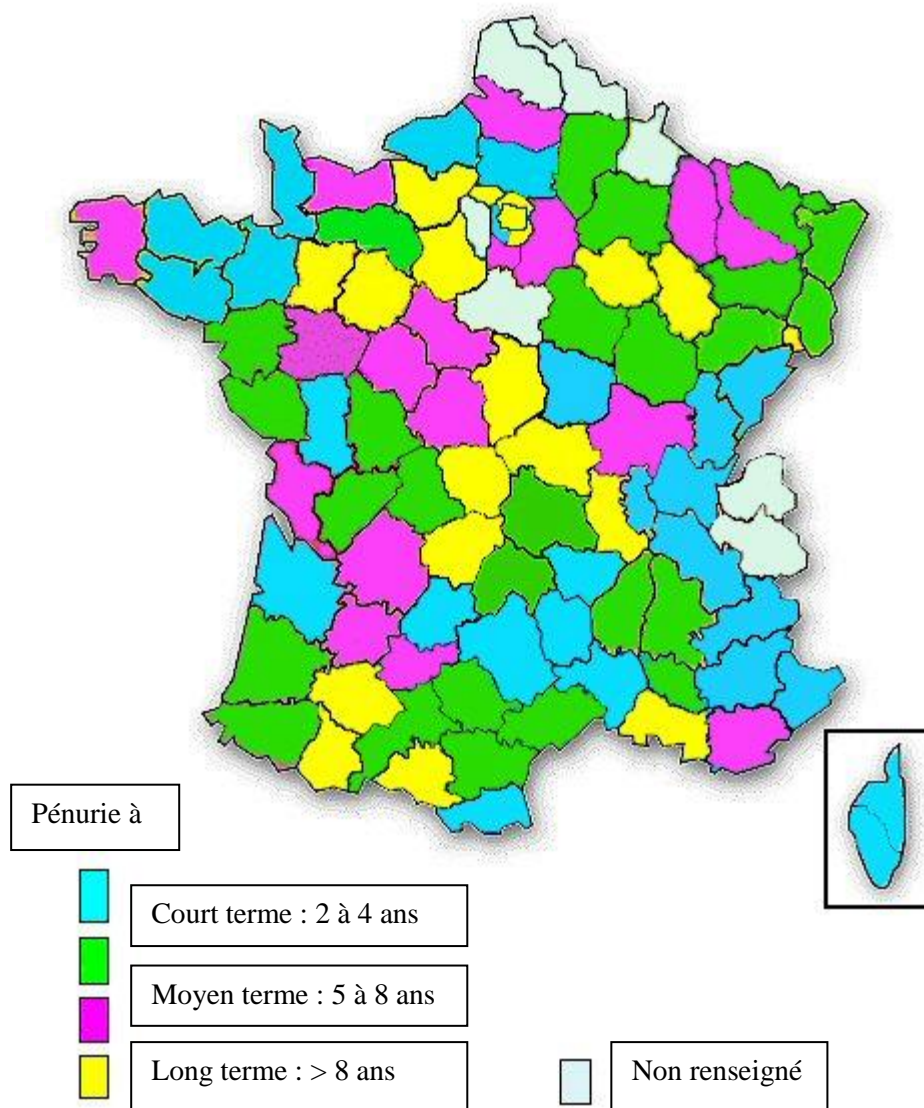 Pénurie à
Court terme : 2 à 4 ans
Moyen terme : 5 à 8 ans
Long terme : > 8 ans
Non renseigné